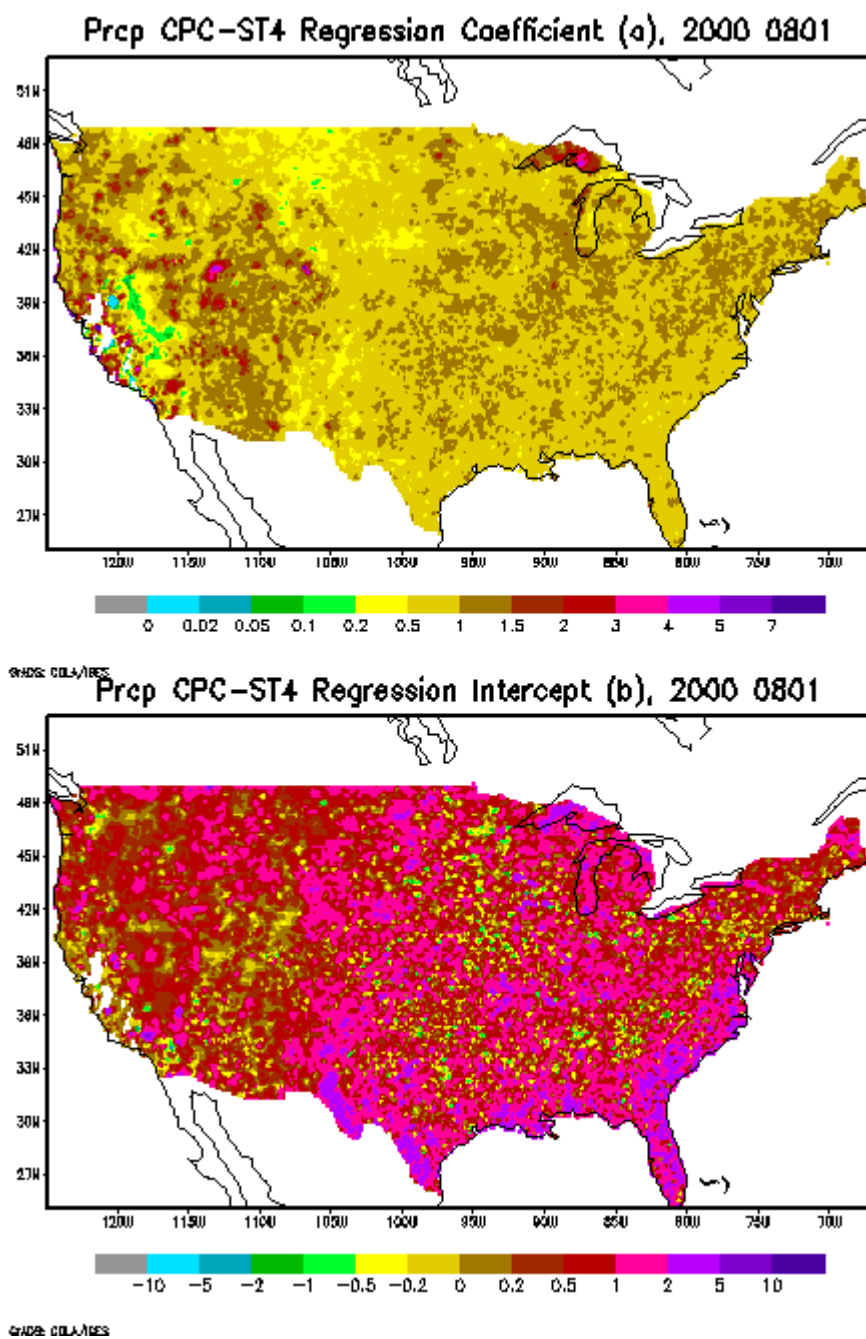 Prcp CPC-ST4 Regression Coefficient (a), 2000 0801
51N
48N
45N
42N
39N
36N
33N
30N
27N
120W 115W 110W 105W 100W 95W 90W 85W 80W 75W 70W
0 0.02 0.05 0.1 0.2 0.5 1 1.5 2 3 4 5 7
GrADS: COLA/IGES
Prcp CPC-ST4 Regression Intercept (b), 2000 0801
51N
48N
45N
42N
39N
36N
33N
30N
27N
120W 115W 110W 105W 100W 95W 90W 85W 80W 75W 70W
-10 -5 -2 -1 -0.5 -0.2 0 0.2 0.5 1 2 5 10
GrADS: COLA/IGES